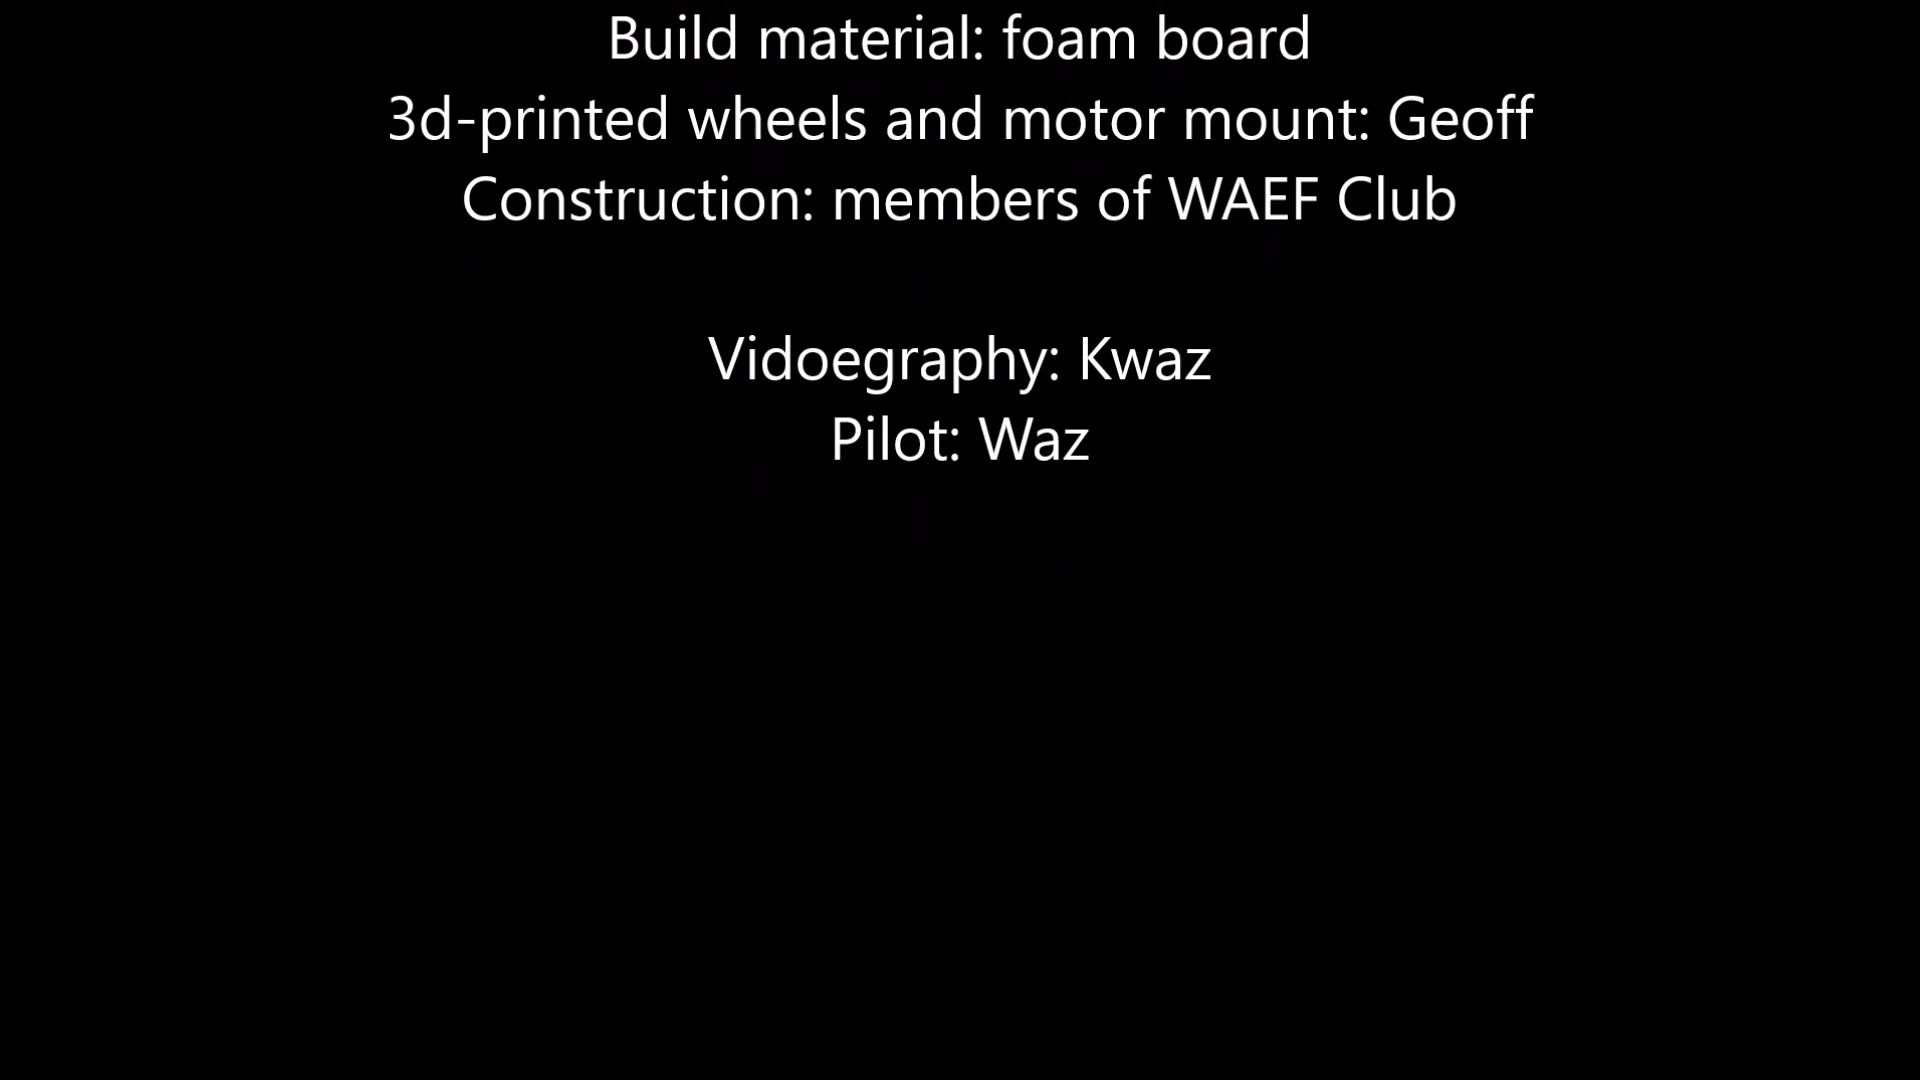 Build material: foam board
3d-printed wheels and motor mount: Geoff
Construction: members of WAEF Club
Vidoegraphy: Kwaz
Pilot: Waz